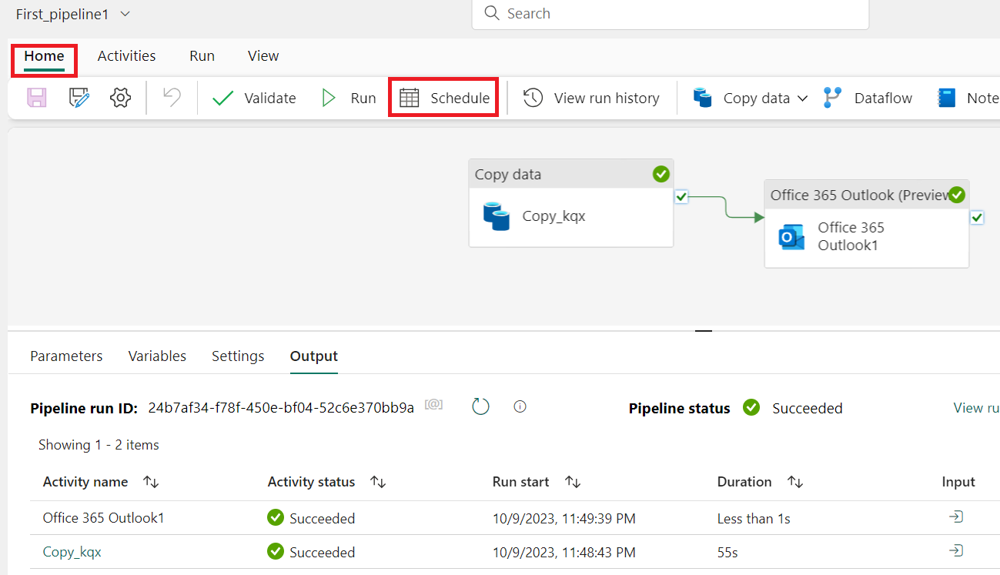 First_pipeline1
Search
Home Activities Run View
Validate Run Schedule View run history Copy data Dataflow Note
Copy data
Copy_kqx
Office 365 Outlook (Preview
Office 365
Outlook1
Parameters Variables Settings Output
Pipeline run ID: 24b7af34-f78f-450e-bf04-52c6e370bb9a [@] Pipeline status Succeeded View ru
Showing 1 - 2 items
Activity name Activity status Run start Duration Input
Office 365 Outlook1 Succeeded 10/9/2023, 11:49:39 PM Less than 1s
Copy_kqx Succeeded 10/9/2023, 11:48:43 PM 55s